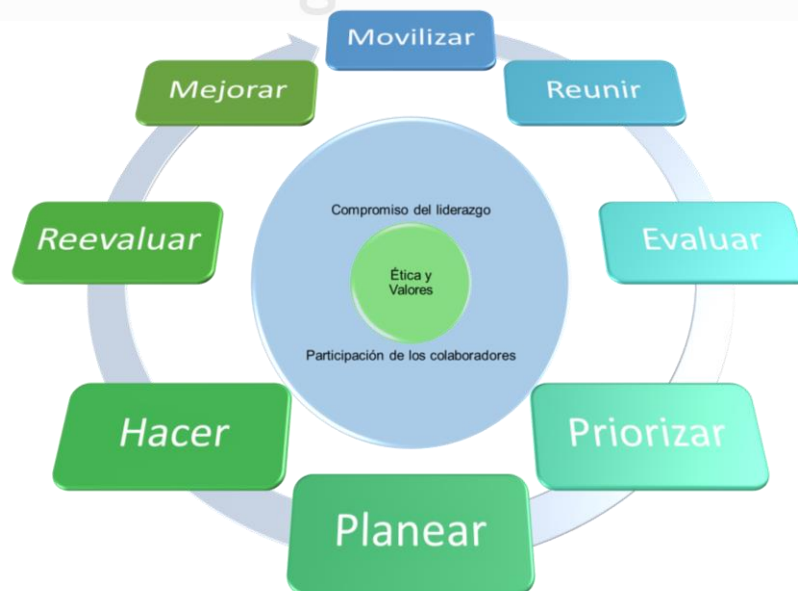 Movilizar
Reunir
Evaluar
Priorizar
Planear
Hacer
Reevaluar
Mejorar
Compromiso del liderazgo
Ética y
Valores
Participación de los colaboradores